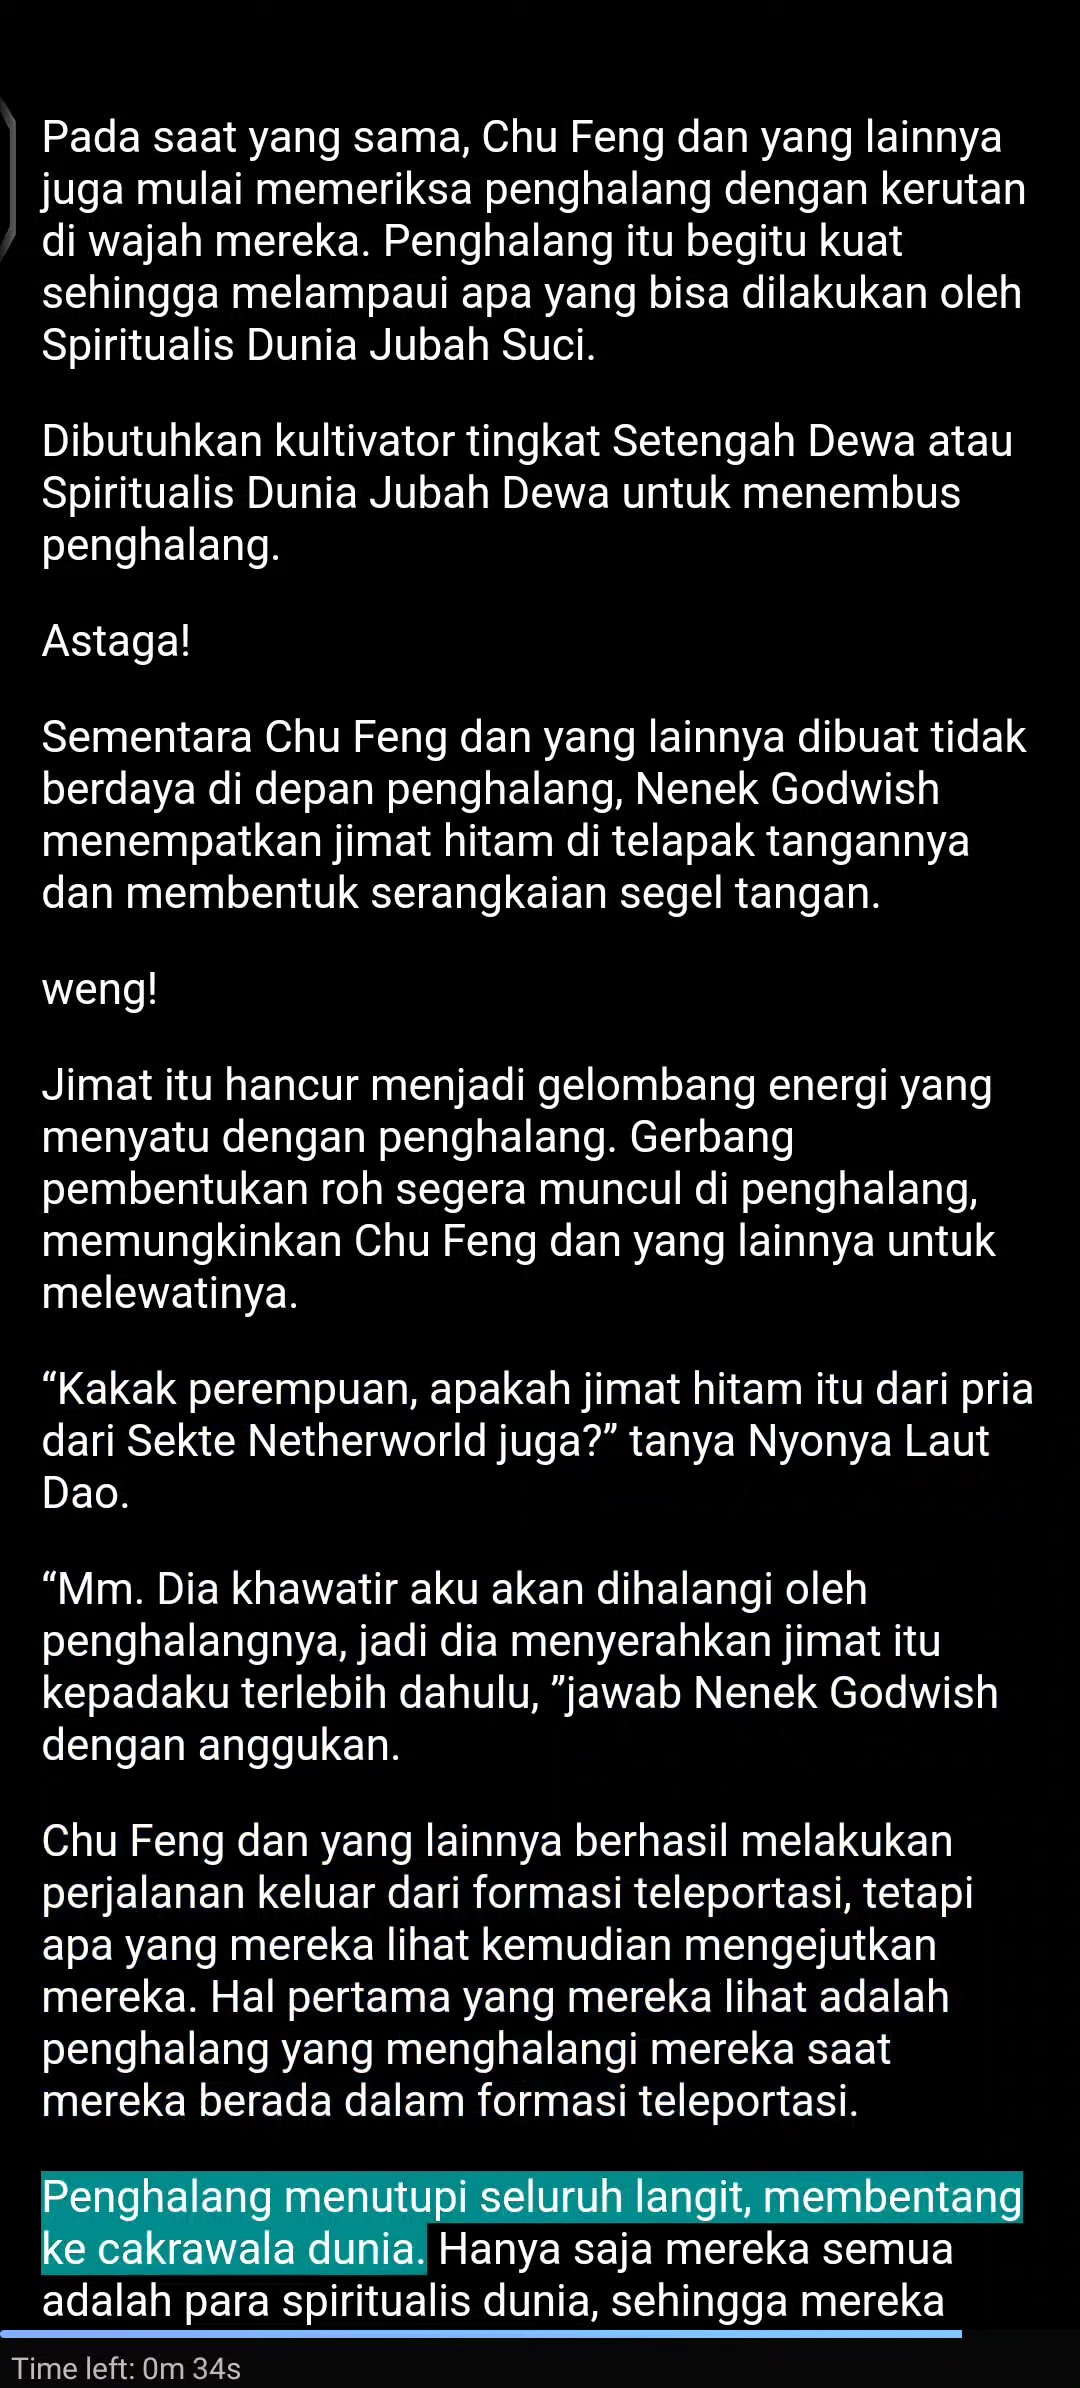 Pada saat yang sama, Chu Feng dan yang lainnya
juga mulai memeriksa penghalang dengan kerutan
di wajah mereka. Penghalang itu begitu kuat
sehingga melampaui apa yang bisa dilakukan oleh
Spiritualis Dunia Jubah Suci.
Dibutuhkan kultivator tingkat Setengah Dewa atau
Spiritualis Dunia Jubah Dewa untuk menembus
penghalang.
Astaga!
Sementara Chu Feng dan yang lainnya dibuat tidak
berdaya di depan penghalang, Nenek Godwish
menempatkan jimat hitam di telapak tangannya
dan membentuk serangkaian segel tangan.
weng!
Jimat itu hancur menjadi gelombang energi yang
menyatu dengan penghalang. Gerbang
pembentukan roh segera muncul di penghalang,
memungkinkan Chu Feng dan yang lainnya untuk
melewatinya.
“Kakak perempuan, apakah jimat hitam itu dari pria
dari Sekte Netherworld juga?” tanya Nyonya Laut
Dao.
“Mm. Dia khawatir aku akan dihalangi oleh
penghalangnya, jadi dia menyerahkan jimat itu
kepadaku terlebih dahulu, ”jawab Nenek Godwish
dengan anggukan.
Chu Feng dan yang lainnya berhasil melakukan
perjalanan keluar dari formasi teleportasi, tetapi
apa yang mereka lihat kemudian mengejutkan
mereka. Hal pertama yang mereka lihat adalah
penghalang yang menghalangi mereka saat
mereka berada dalam formasi teleportasi.
Penghalang menutupi seluruh langit, membentang
ke cakrawala dunia. Hanya saja mereka semua
adalah para spiritualis dunia, sehingga mereka
Time left: 0m 34s